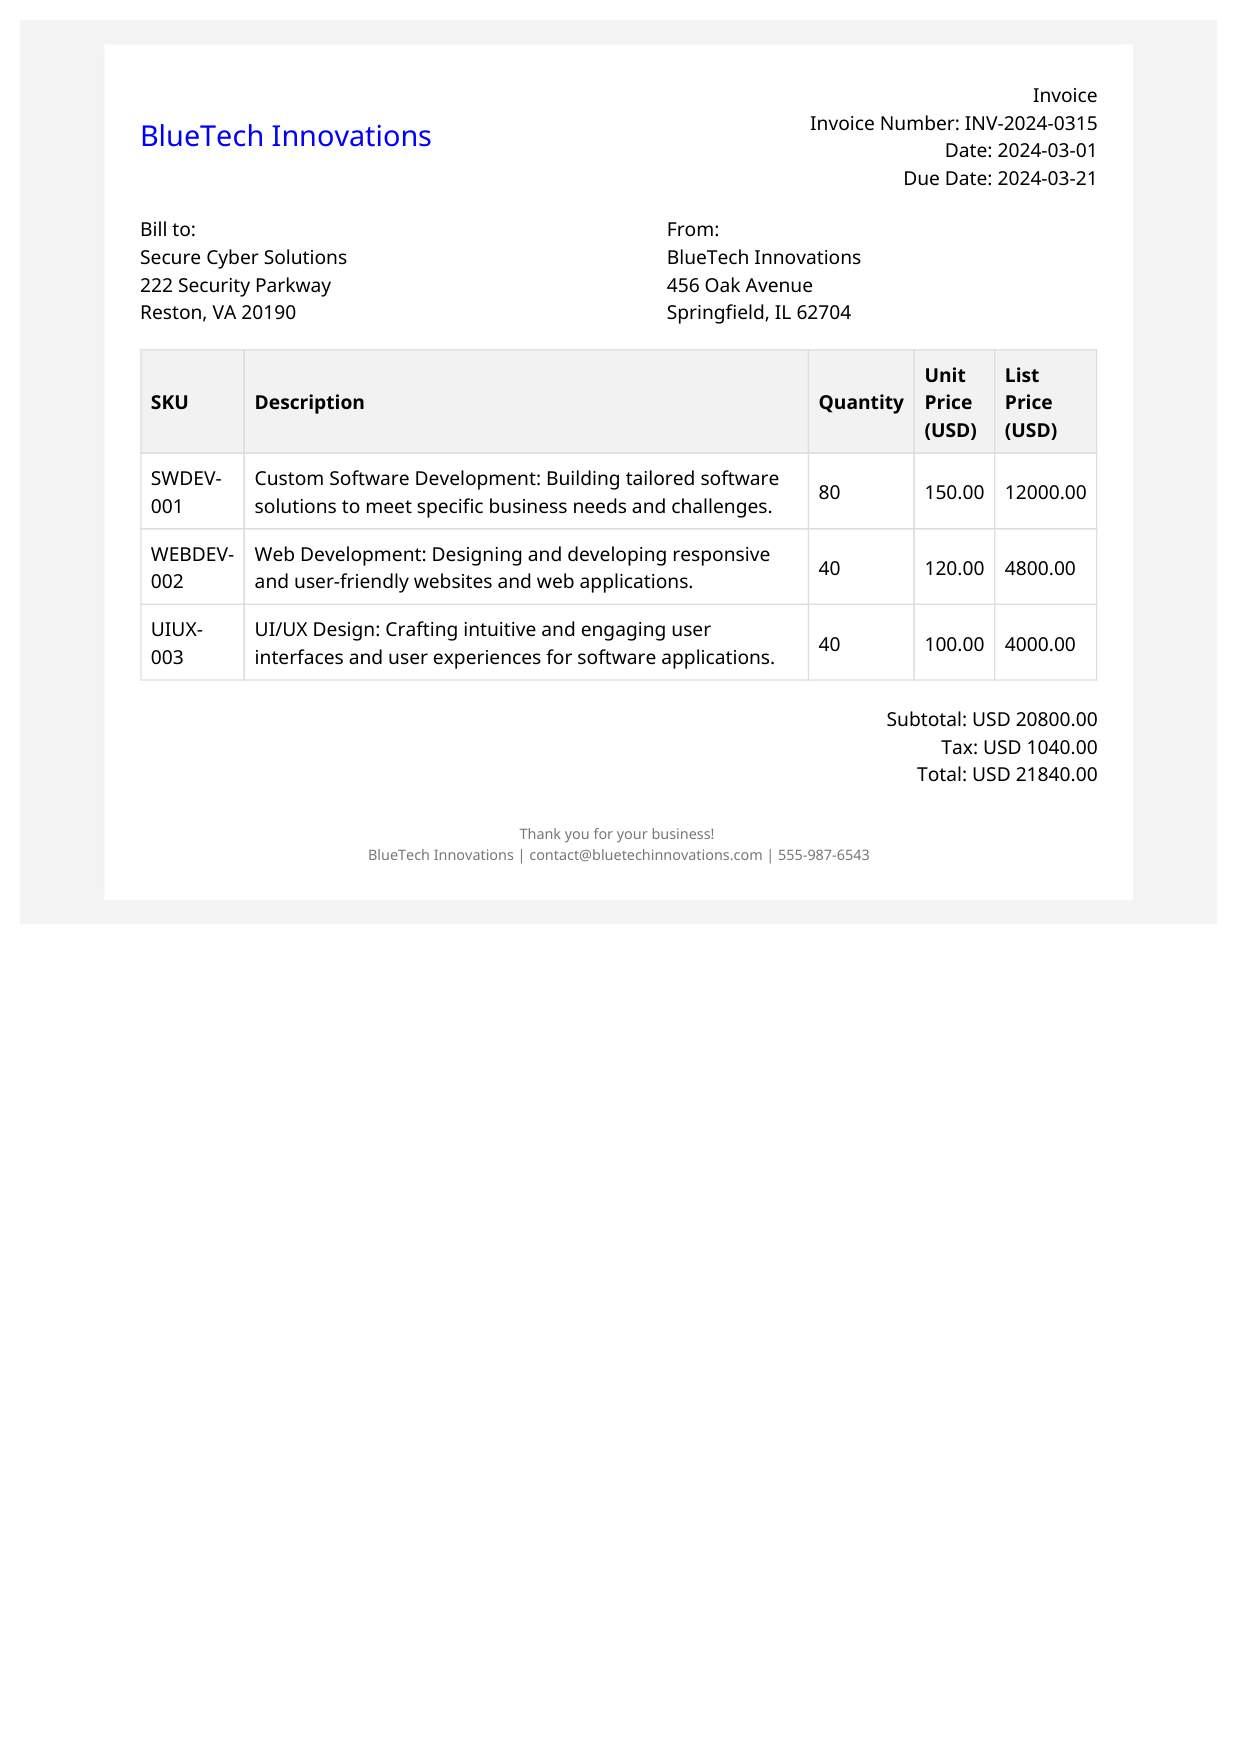 BlueTech Innovations
Invoice
Invoice Number: INV-2024-0315
Date: 2024-03-01
Due Date: 2024-03-21
Bill to:
Secure Cyber Solutions
222 Security Parkway
Reston, VA 20190
From:
BlueTech Innovations
456 Oak Avenue
Springfield, IL 62704
SKU Description Quantity Unit Price (USD) List Price (USD)
SWDEV-001 Custom Software Development: Building tailored software solutions to meet specific business needs and challenges. 80 150.00 12000.00
WEBDEV-002 Web Development: Designing and developing responsive and user-friendly websites and web applications. 40 120.00 4800.00
UIUX-003 UI/UX Design: Crafting intuitive and engaging user interfaces and user experiences for software applications. 40 100.00 4000.00
Subtotal: USD 20800.00
Tax: USD 1040.00
Total: USD 21840.00
Thank you for your business!
BlueTech Innovations | contact@bluetechinnovations.com | 555-987-6543